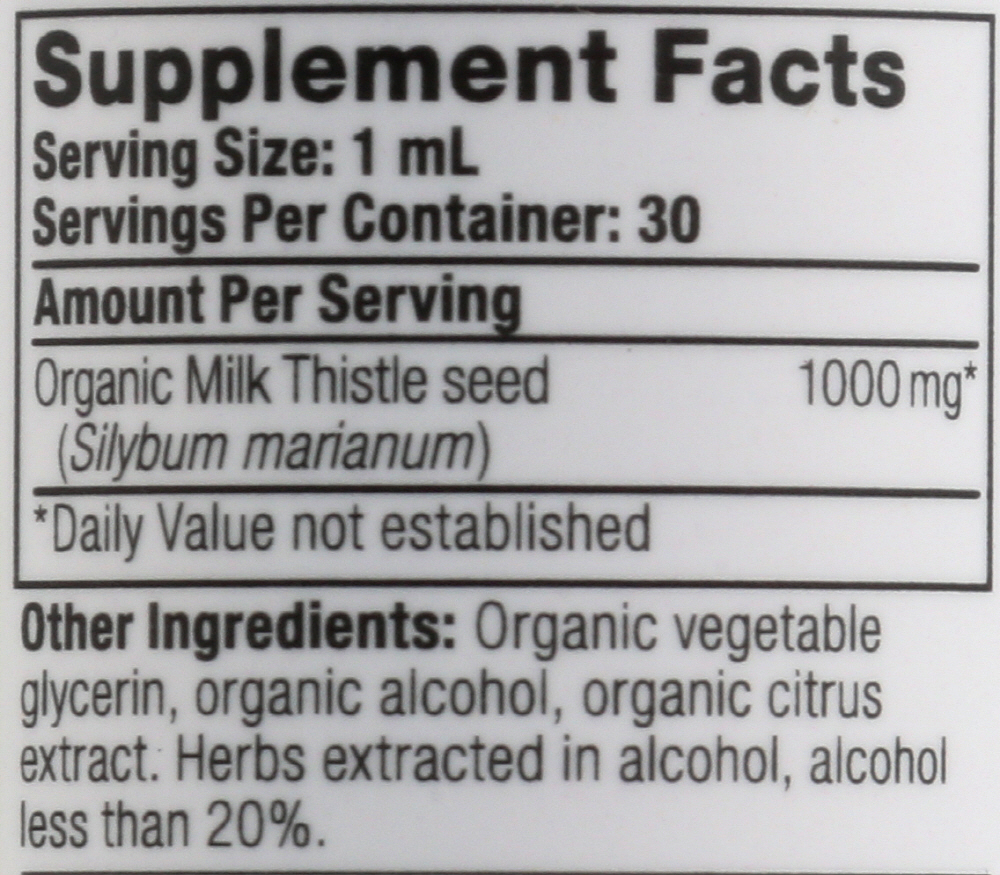 Supplement Facts
Serving Size: 1 mL
Servings Per Container: 30
Amount Per Serving
Organic Milk Thistle seed 1000 mg*
(Silybum marianum)
*Daily Value not established
Other Ingredients: Organic vegetable
glycerin, organic alcohol, organic citrus
extract. Herbs extracted in alcohol, alcohol
less than 20%.